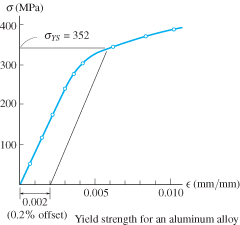 σ (MPa)
400
σYS = 352
300
200
100
ϵ (mm/mm)
0.005
0.010
0.002
(0.2% offset)
Yield strength for an aluminum alloy